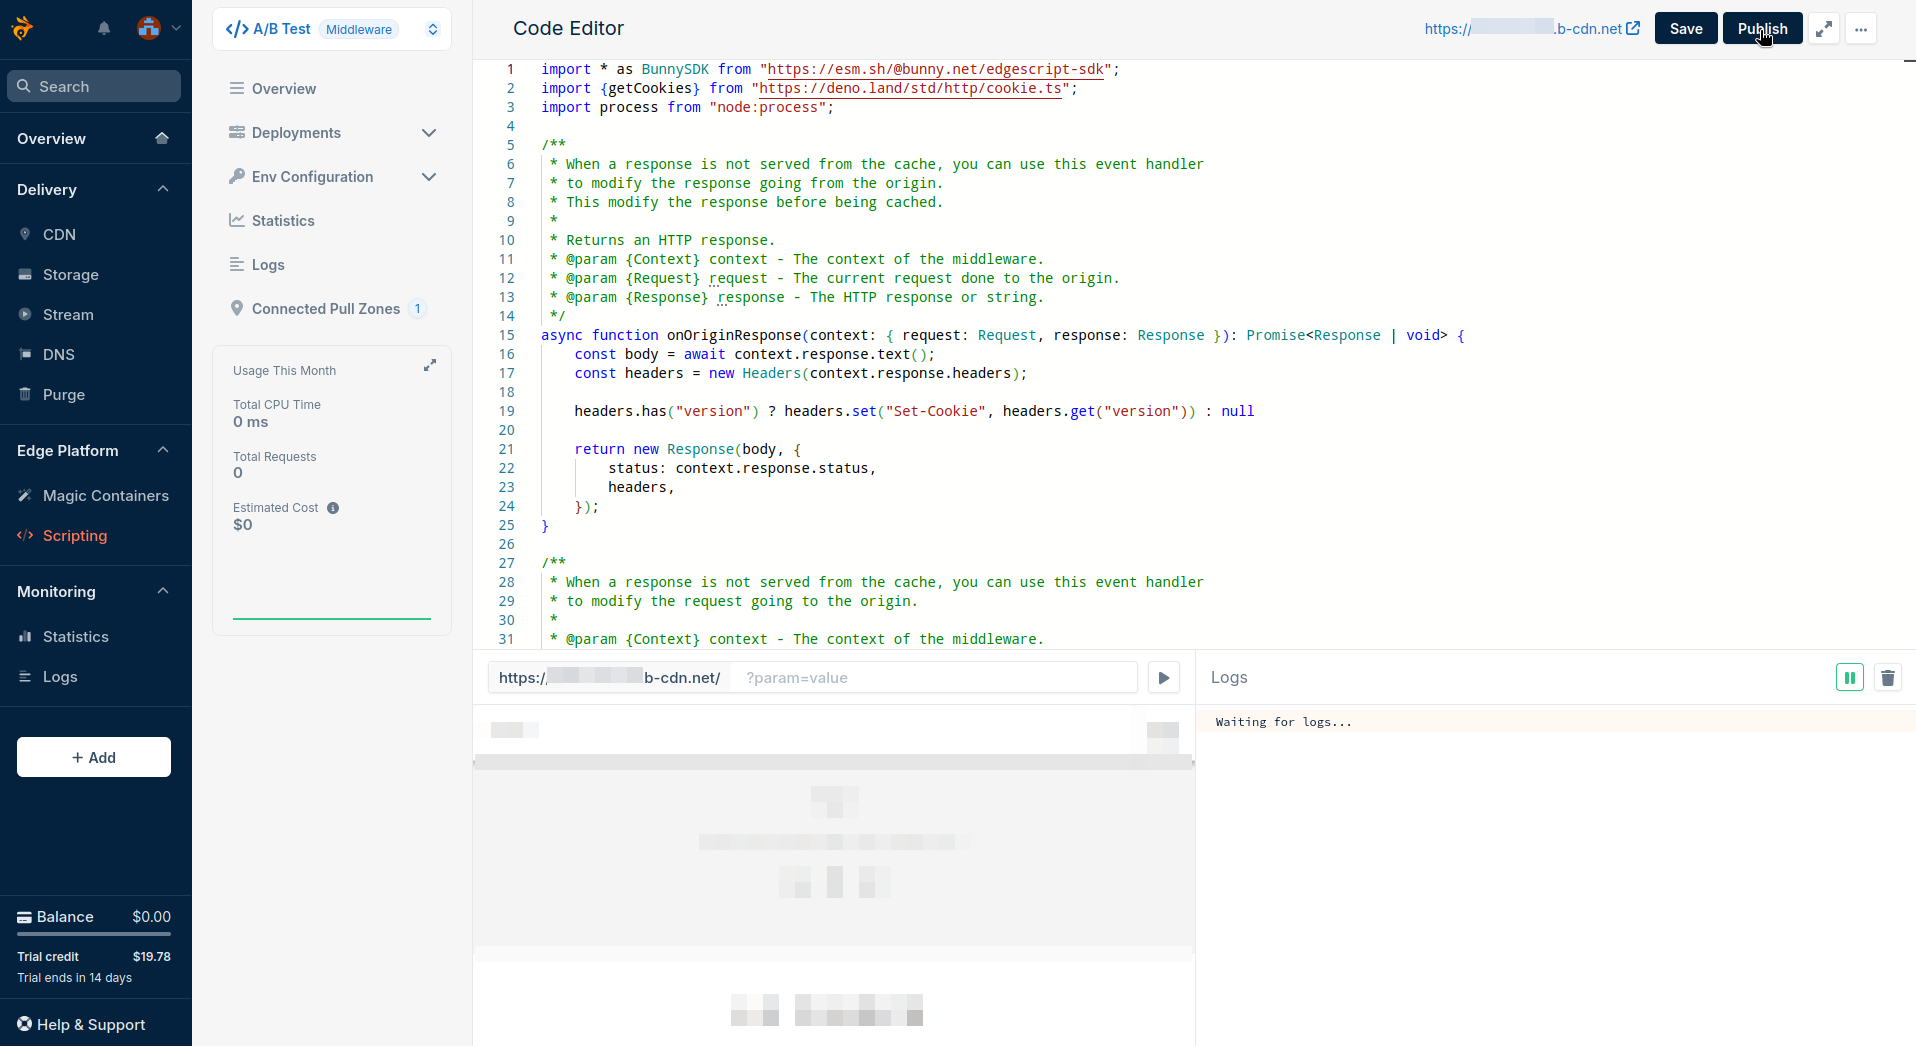 Search
Overview
Delivery
CDN
Storage
Stream
DNS
Purge
Edge Platform
Magic Containers
Scripting
Monitoring
Statistics
Logs
+ Add
Balance $0.00
Trial credit $19.78
Trial ends in 14 days
Help & Support
</> A/B Test Middleware
Overview
Deployments
Env Configuration
Statistics
Logs
Connected Pull Zones 1
Usage This Month
Total CPU Time
0 ms
Total Requests
0
Estimated Cost
$0
Code Editor
https:// .b-cdn.net
Save
Publish
...
1 import * as BunnySDK from "https://esm.sh/@bunny.net/edgescript-sdk";
2 import {getCookies} from "https://deno.land/std/http/cookie.ts";
3 import process from "node:process";
4
5 /**
6 * When a response is not served from the cache, you can use this event handler
7 * to modify the response going from the origin.
8 * This modify the response before being cached.
9 *
10 * Returns an HTTP response.
11 * @param {Context} context - The context of the middleware.
12 * @param {Request} request - The current request done to the origin.
13 * @param {Response} response - The HTTP response or string.
14 */
15 async function onOriginResponse(context: { request: Request, response: Response }): Promise<Response | void> {
16 const body = await context.response.text();
17 const headers = new Headers(context.response.headers);
18
19 headers.has("version") ? headers.set("Set-Cookie", headers.get("version")) : null
20
21 return new Response(body, {
22 status: context.response.status,
23 headers,
24 });
25 }
26
27 /**
28 * When a response is not served from the cache, you can use this event handler
29 * to modify the request going to the origin.
30 *
31 * @param {Context} context - The context of the middleware.
https:/ b-cdn.net/ ?param=value
Logs
Waiting for logs...